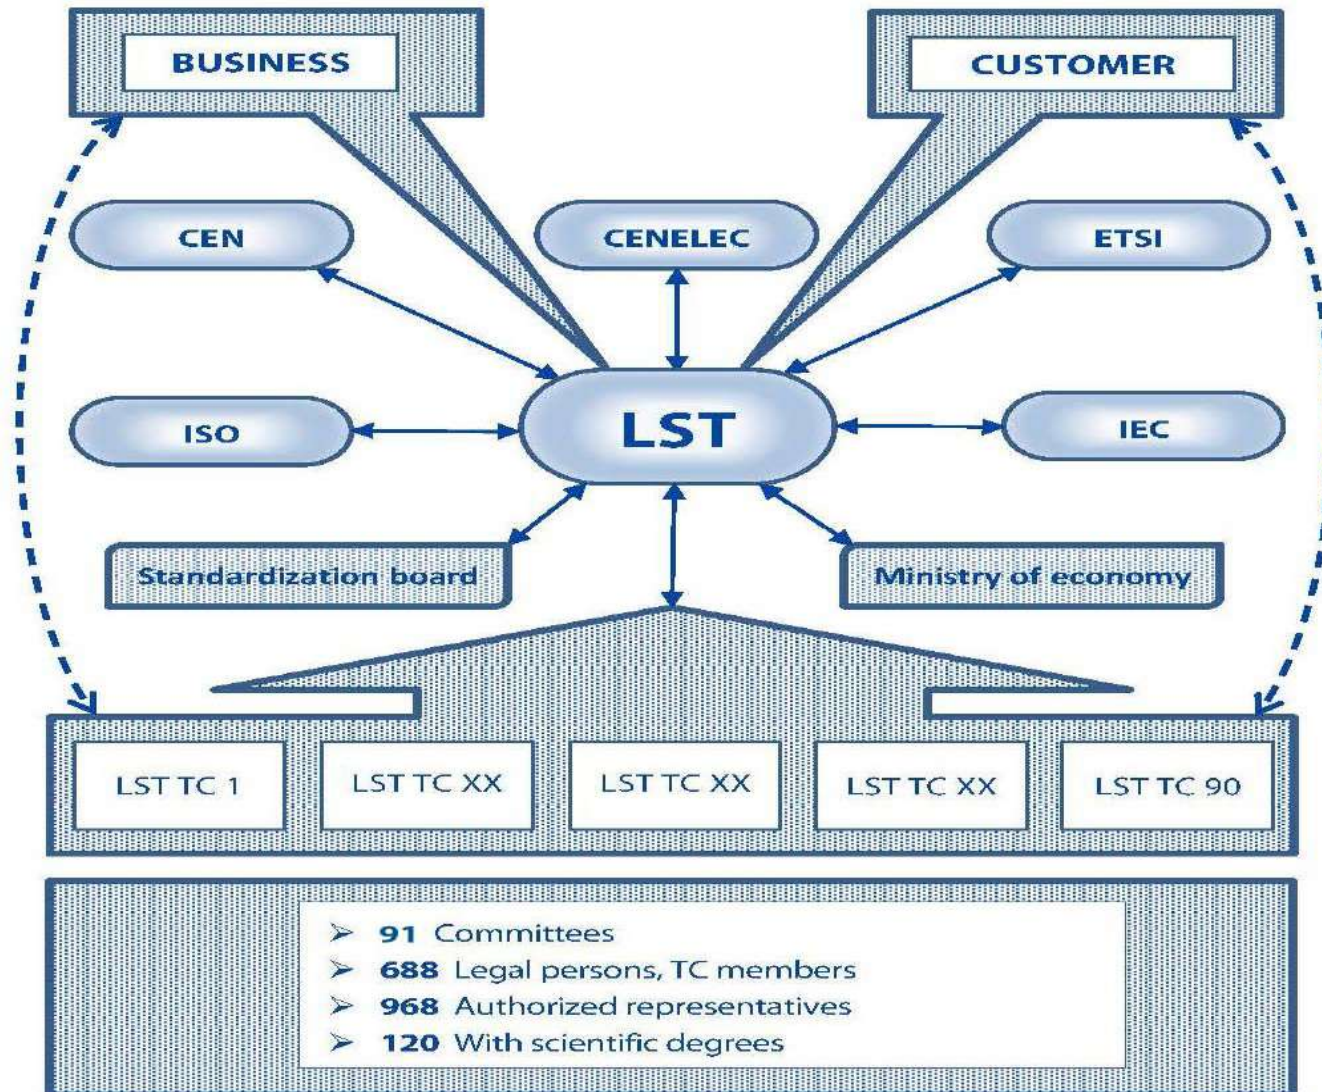 BUSINESS
CUSTOMER
CEN
CENELEC
ETSI
ISO
LST
IEC
Standardization board
Ministry of economy
LST TC 1
LST TC XX
LST TC XX
LST TC XX
LST TC 90
➢ 91 Committees
➢ 688 Legal persons, TC members
➢ 968 Authorized representatives
➢ 120 With scientific degrees